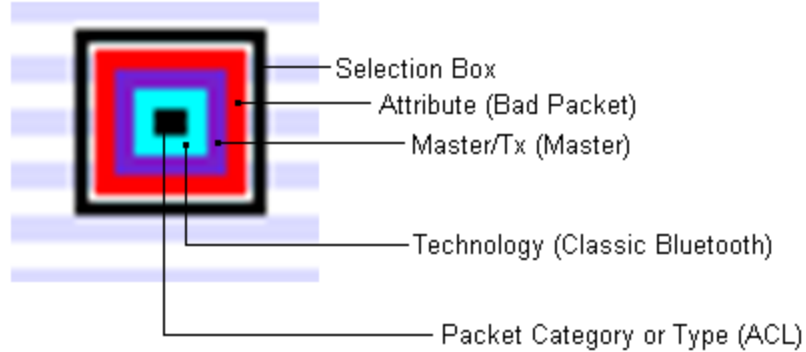 Selection Box
Attribute (Bad Packet)
Master/Tx (Master)
Technology (Classic Bluetooth)
Packet Category or Type (ACL)